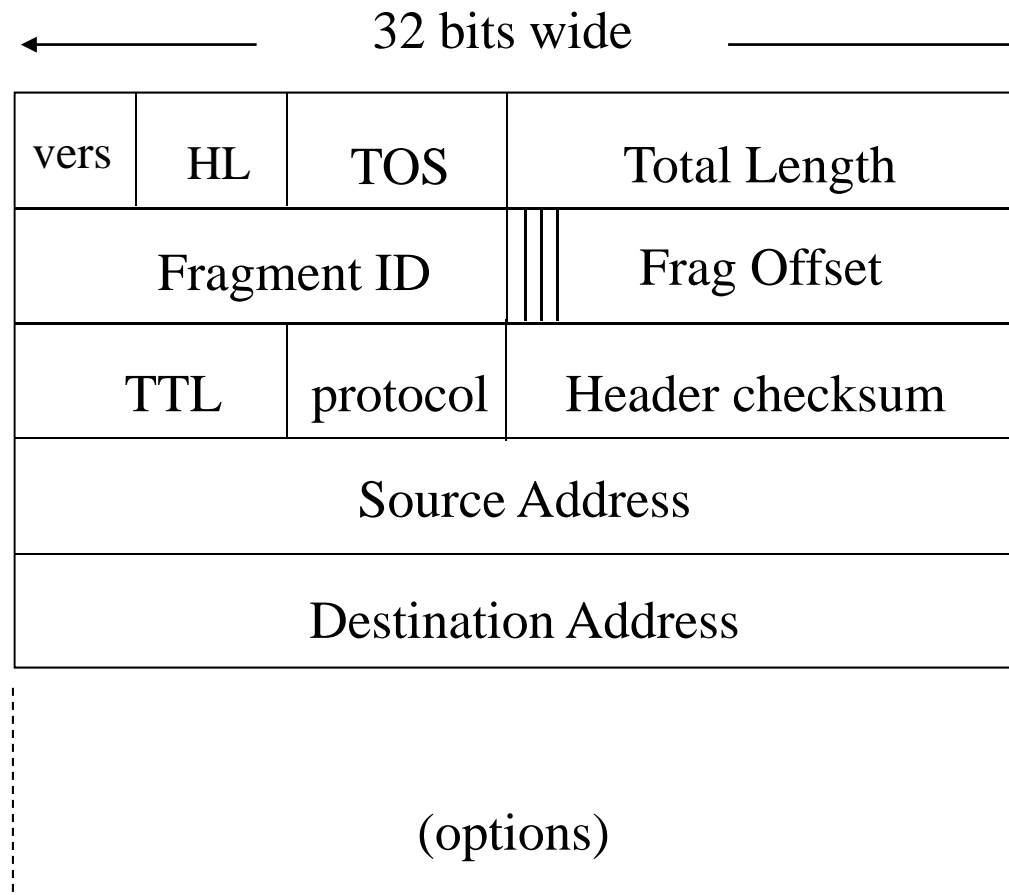 32 bits wide
vers HL TOS Total Length
Fragment ID Frag Offset
TTL protocol Header checksum
Source Address
Destination Address
(options)